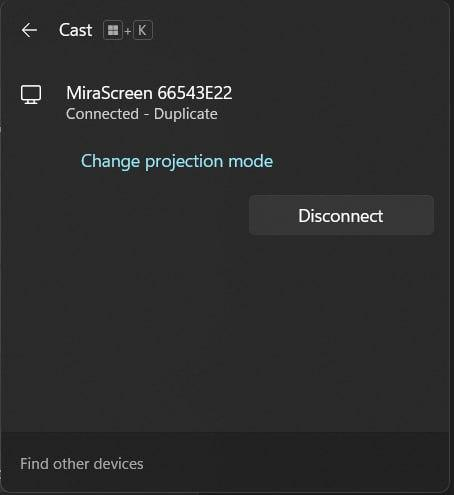 Cast + K
MiraScreen 66543E22
Connected - Duplicate
Change projection mode
Disconnect
Find other devices